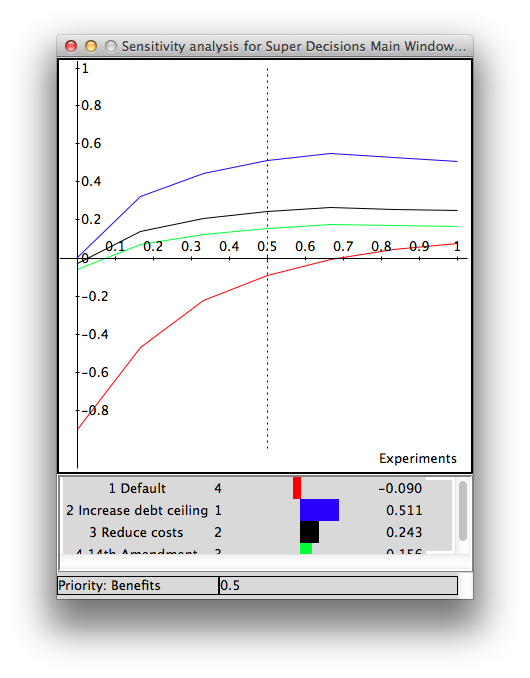 Sensitivity analysis for Super Decisions Main Window...
1
0.8
0.6
0.4
0.2
0 0.1 0.2 0.3 0.4 0.5 0.6 0.7 0.8 0.9 1
-0.2
-0.4
-0.6
-0.8
Experiments
1 Default 4 -0.090
2 Increase debt ceiling 1 0.511
3 Reduce costs 2 0.243
4 14th Amendment 3 0.156
Priority: Benefits 0.5